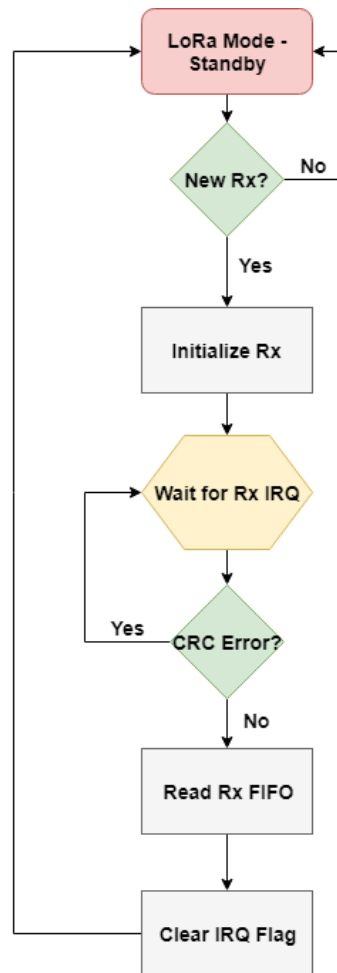 LoRa Mode -
Standby
New Rx?
No
Yes
Initialize Rx
Wait for Rx IRQ
Yes
CRC Error?
No
Read Rx FIFO
Clear IRQ Flag